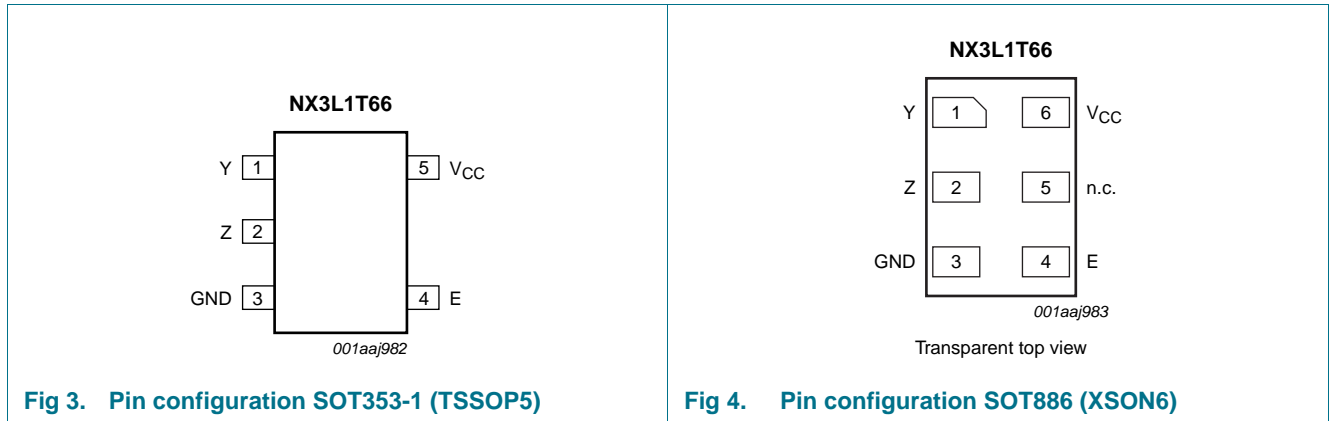 NX3L1T66
Y 1 5 VCC
Z 2
GND 3 4 E
001aaj982
Fig 3. Pin configuration SOT353-1 (TSSOP5)
NX3L1T66
Y 1 6 VCC
Z 2 5 n.c.
GND 3 4 E
001aaj983
Transparent top view
Fig 4. Pin configuration SOT886 (XSON6)